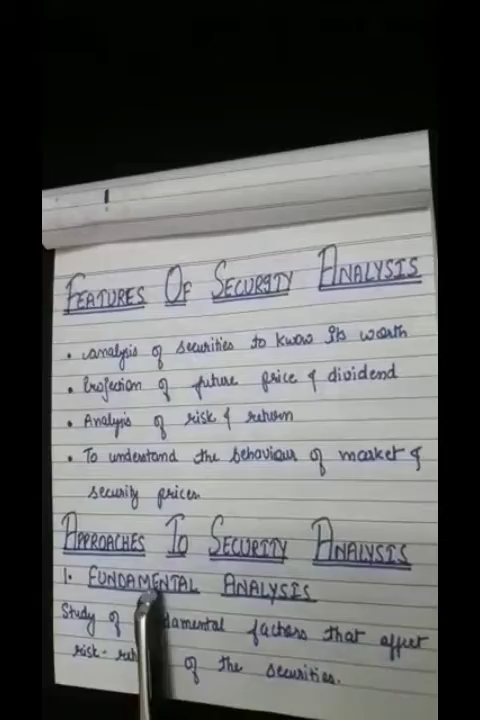 FEATURES OF SECURITY ANALYSIS
• analysis of securities to know its worth
• Projection of future price & dividend
• Analysis of risk & return
• To understand the behaviour of market &
security prices
APPROACHES TO SECURITY ANALYSIS
1. FUNDAMENTAL ANALYSIS
Study of damental factors that affect
risk- of the securities.